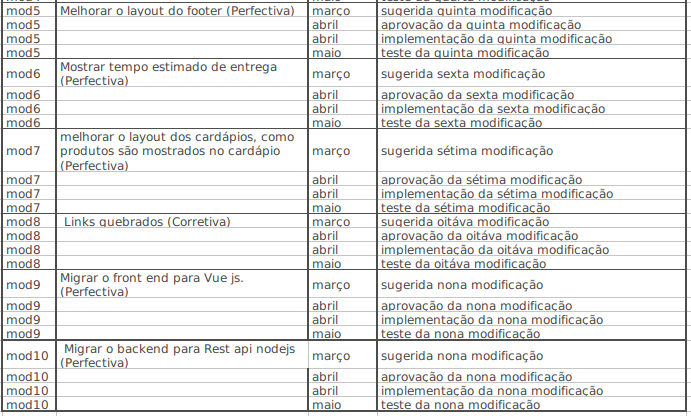 mod5 Melhorar o layout do footer (Perfectiva) março sugerida quinta modificação
mod5 abril aprovação da quinta modificação
mod5 abril implementação da quinta modificação
mod5 maio teste da quinta modificação
mod6 Mostrar tempo estimado de entrega (Perfectiva) março sugerida sexta modificação
mod6 abril aprovação da sexta modificação
mod6 abril implementação da sexta modificação
mod6 maio teste da sexta modificação
mod7 melhorar o layout dos cardápios, como produtos são mostrados no cardápio (Perfectiva) março sugerida sétima modificação
mod7 abril aprovação da sétima modificação
mod7 abril implementação da sétima modificação
mod7 maio teste da sétima modificação
mod8 Links quebrados (Corretiva) março sugerida oitáva modificação
mod8 abril aprovação da oitáva modificação
mod8 abril implementação da oitáva modificação
mod8 maio teste da oitáva modificação
mod9 Migrar o front end para Vue js. (Perfectiva) março sugerida nona modificação
mod9 abril aprovação da nona modificação
mod9 abril implementação da nona modificação
mod9 maio teste da nona modificação
mod10 Migrar o backend para Rest api nodejs (Perfectiva) março sugerida nona modificação
mod10 abril aprovação da nona modificação
mod10 abril implementação da nona modificação
mod10 maio teste da nona modificação